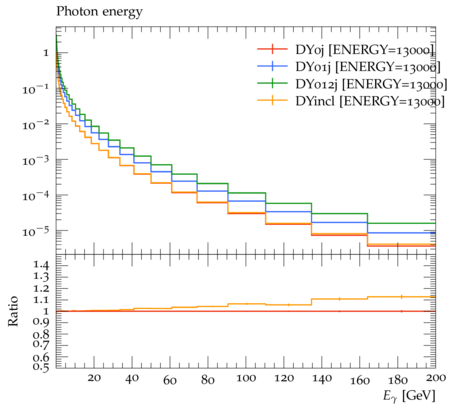 Photon energy
DY0j [ENERGY=13000]
DY01j [ENERGY=13000]
DY012j [ENERGY=13000]
DYincl [ENERGY=13000]
1
10⁻¹
10⁻²
10⁻³
10⁻⁴
10⁻⁵
Ratio
1.4
1.3
1.2
1.1
1
0.9
0.8
0.7
0.6
0.5
20 40 60 80 100 120 140 160 180 200
Eγ [GeV]